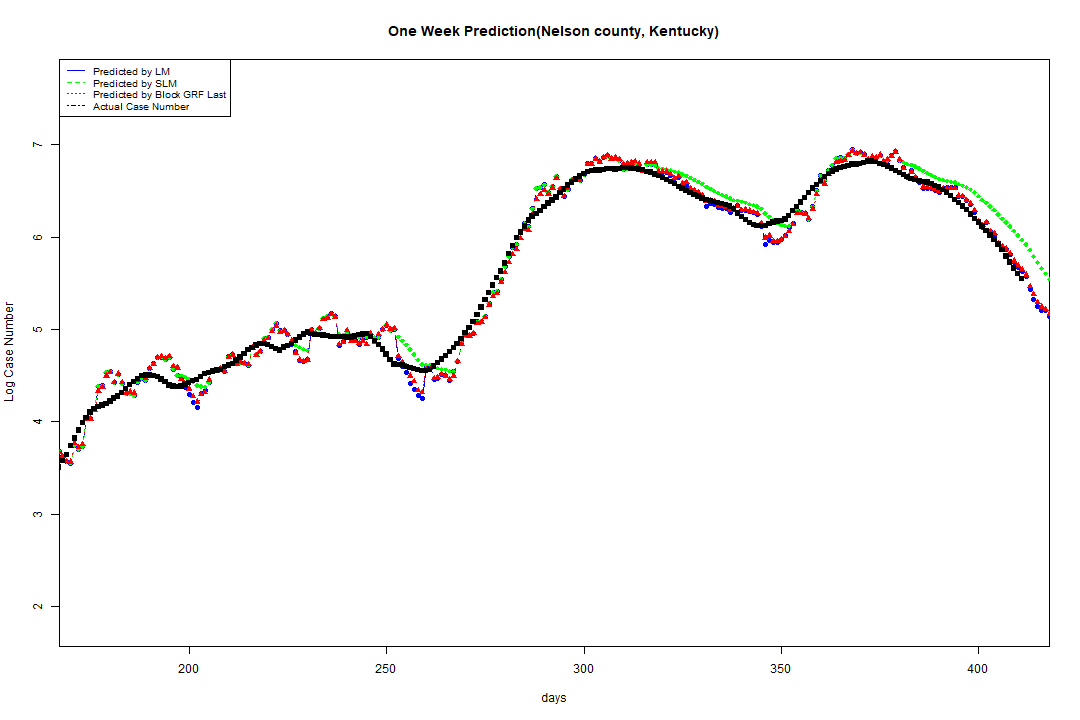 One Week Prediction(Nelson county, Kentucky)
Predicted by LM
Predicted by SLM
Predicted by Block GRF Last
Actual Case Number
Log Case Number
7
6
5
4
3
2
200 250 300 350 400
days